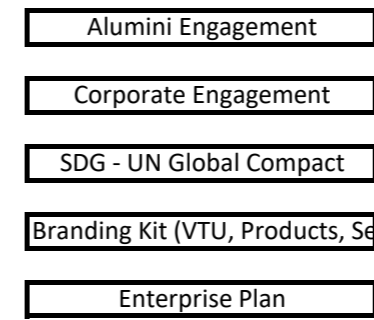 Alumini Engagement
Corporate Engagement
SDG - UN Global Compact
Branding Kit (VTU, Products, Se
Enterprise Plan